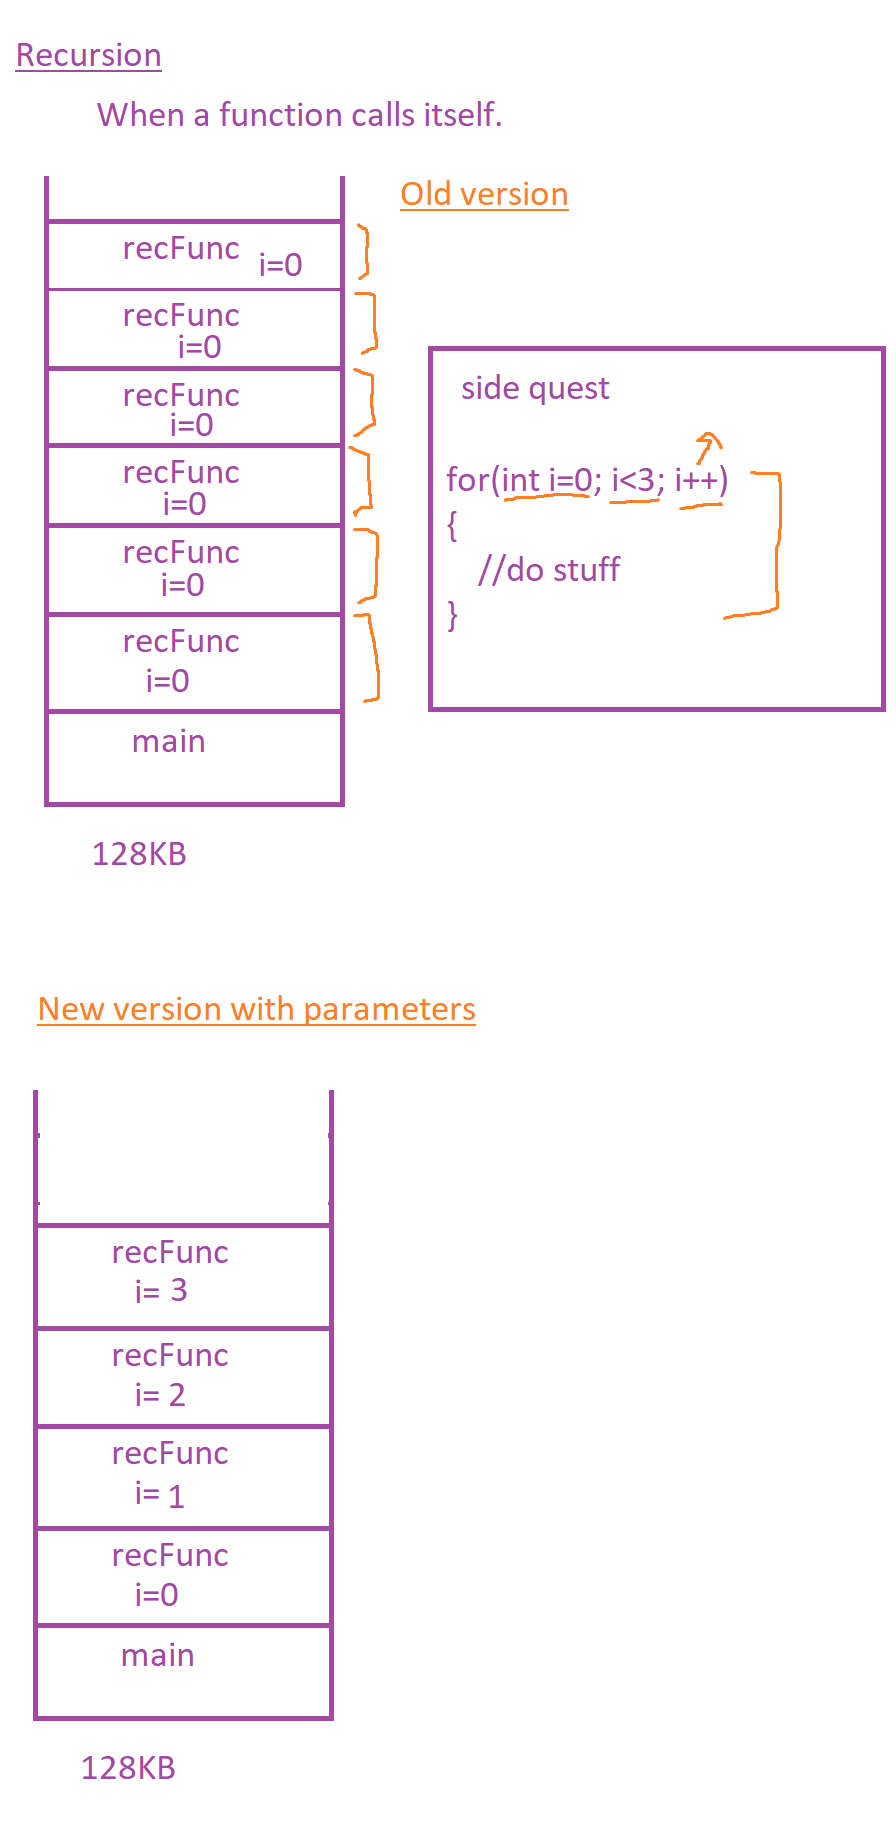 Recursion
When a function calls itself.
Old version
recFunc
i=0
recFunc
i=0
recFunc
i=0
recFunc
i=0
recFunc
i=0
recFunc
i=0
main
128KB
side quest
for(int i=0; i<3; i++)
{
//do stuff
}
New version with parameters
recFunc
i= 3
recFunc
i= 2
recFunc
i= 1
recFunc
i=0
main
128KB